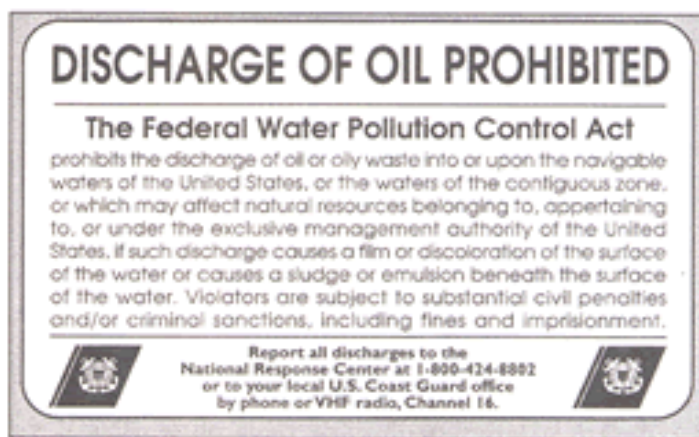 DISCHARGE OF OIL PROHIBITED
The Federal Water Pollution Control Act
prohibits the discharge of oil or oily waste into or upon the navigable
waters of the United States, or the waters of the contiguous zone,
or which may affect natural resources belonging to, appertaining
to, or under the exclusive management authority of the United
States, if such discharge causes a film or discoloration of the surface
of the water or causes a sludge or emulsion beneath the surface
of the water. Violators are subject to substantial civil penalties
and/or criminal sanctions, including fines and imprisionment.
Report all discharges to the
National Response Center at 1-800-424-8802
or to your local U.S. Coast Guard office
by phone or VHF radio, Channel 16.